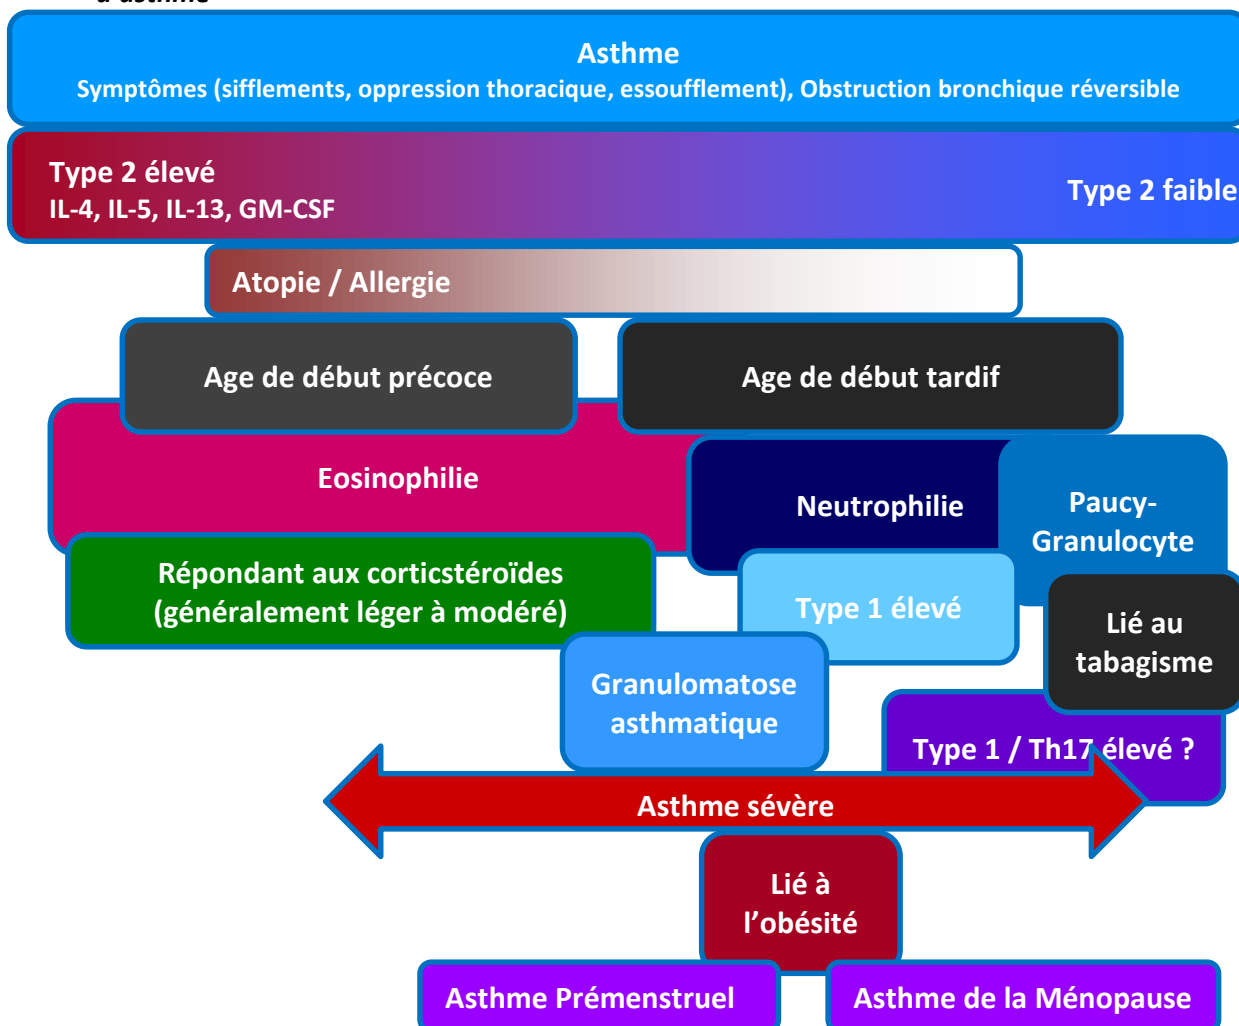 d'asthme
Asthme
Symptômes (sifflements, oppression thoracique, essoufflement), Obstruction bronchique réversible
Type 2 élevé
IL-4, IL-5, IL-13, GM-CSF
Type 2 faible
Atopie / Allergie
Age de début précoce
Age de début tardif
Eosinophilie
Neutrophilie
Paucy-
Granulocyte
Répondant aux corticstéroïdes
(généralement léger à modéré)
Type 1 élevé
Lié au
tabagisme
Granulomatose
asthmatique
Type 1 / Th17 élevé ?
Asthme sévère
Lié à
l'obésité
Asthme Prémenstruel
Asthme de la Ménopause